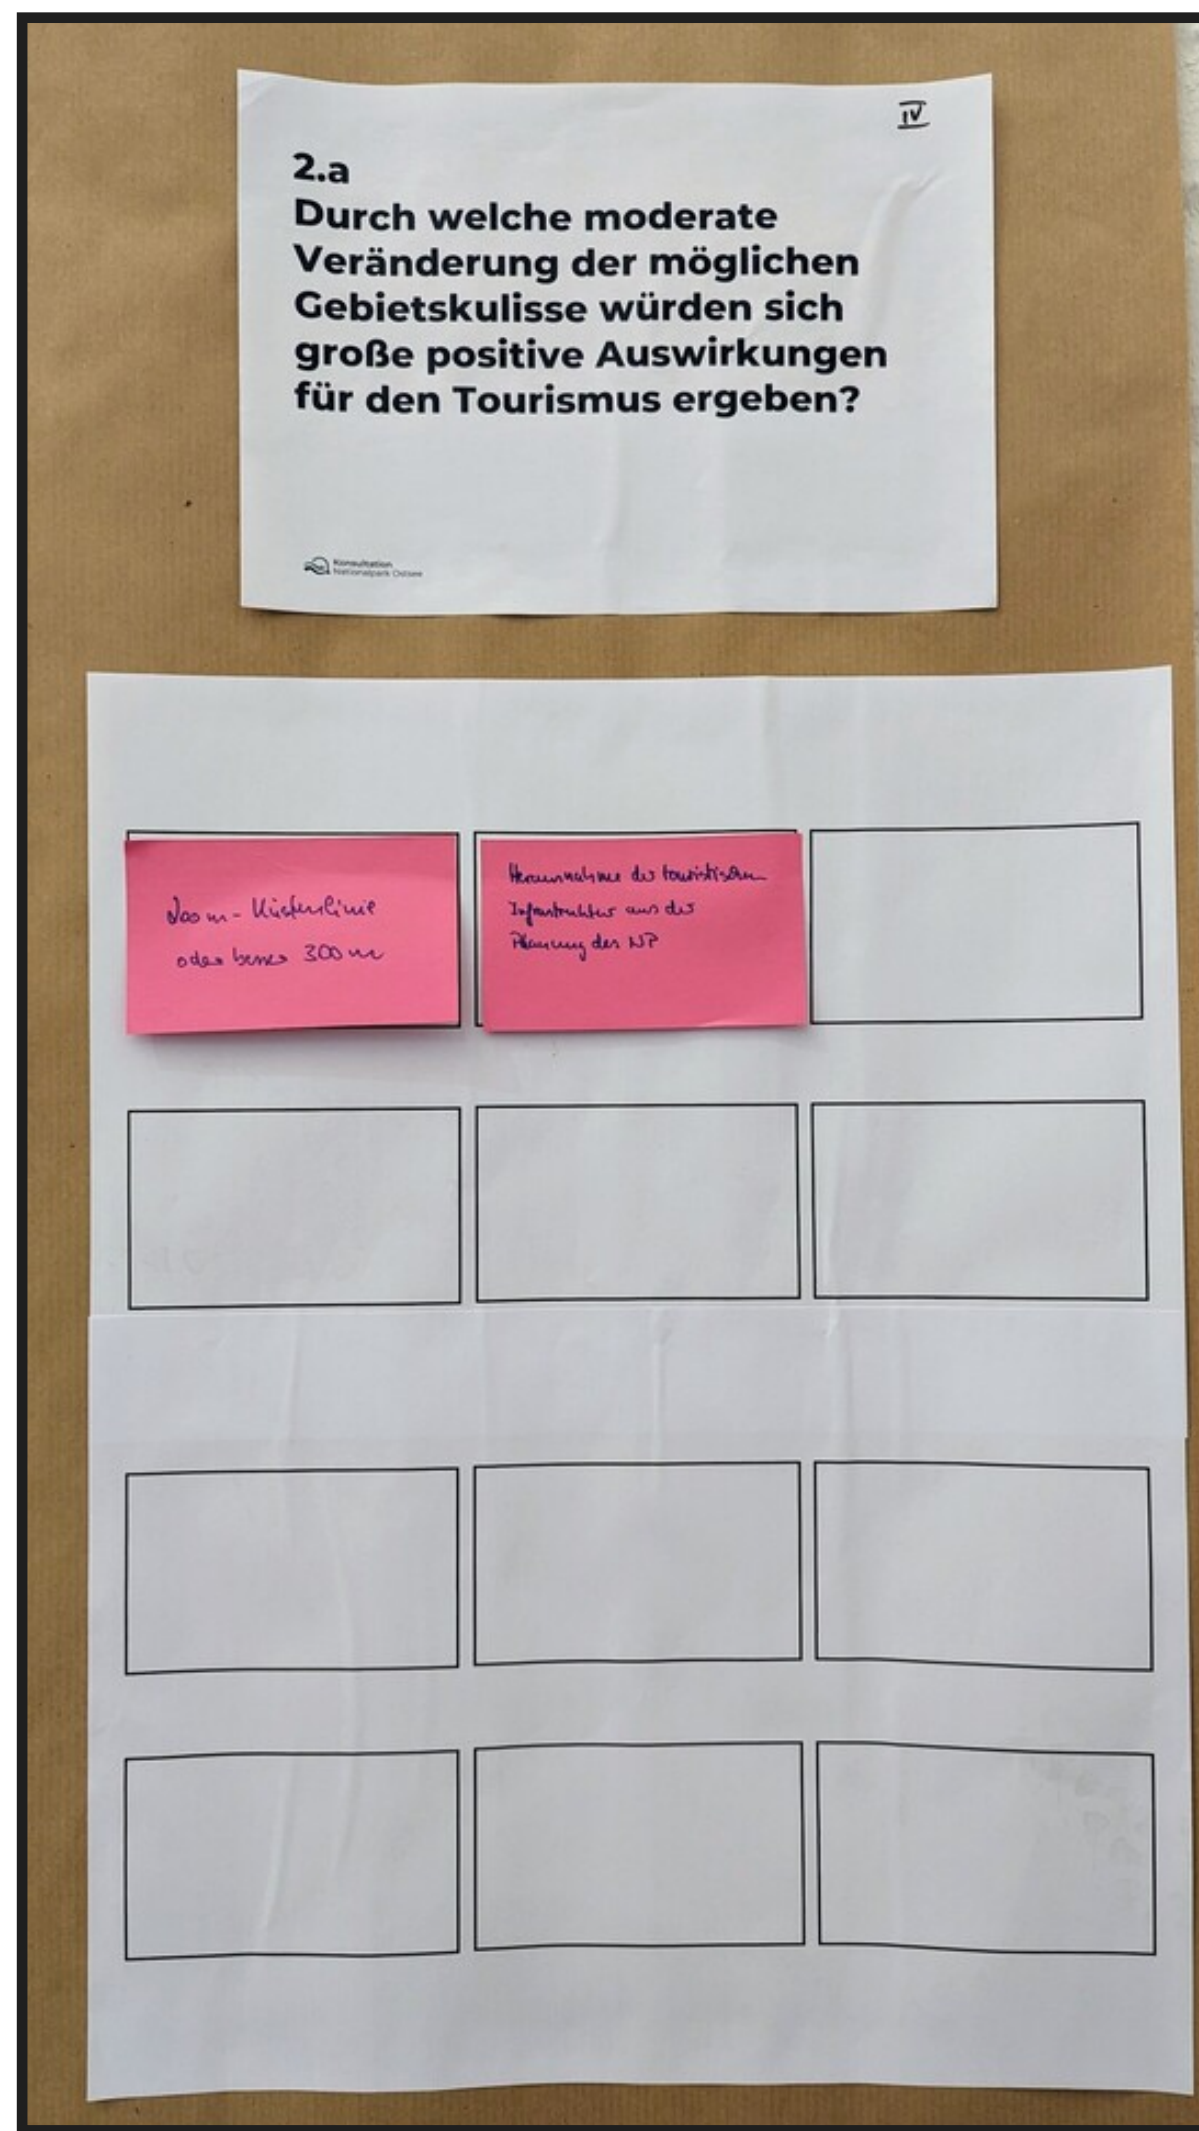 IV
2.a
Durch welche moderate
Veränderung der möglichen
Gebietskulisse würden sich
große positive Auswirkungen
für den Tourismus ergeben?
Konsultation
Nationalpark Ostsee
m-Küstenlinie
oder besser 300 m
Herausnahme der touristischen
Infrastruktur aus der
Planung des NP